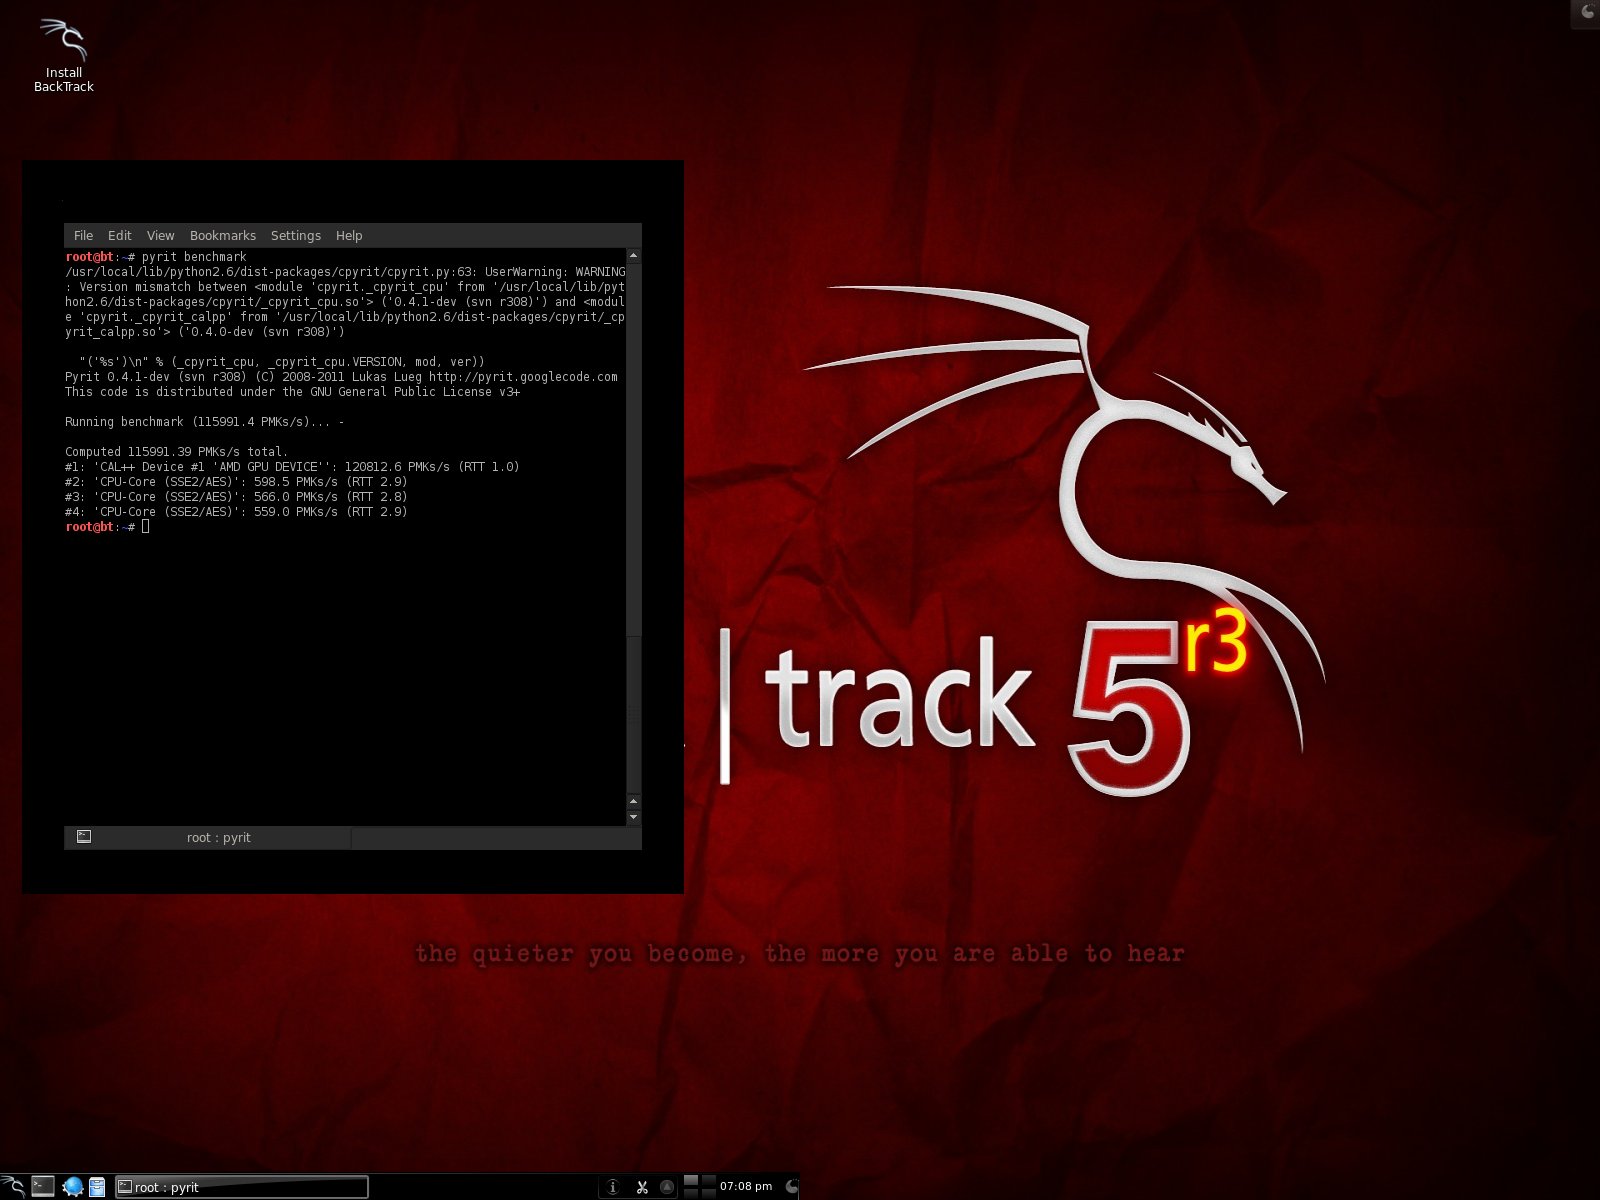 Install
BackTrack
File Edit View Bookmarks Settings Help
root@bt:~# pyrit benchmark
/usr/local/lib/python2.6/dist-packages/cpyrit/cpyrit.py:63: UserWarning: WARNING
: Version mismatch between <module 'cpyrit._cpyrit_cpu' from '/usr/local/lib/pyt
hon2.6/dist-packages/cpyrit/_cpyrit_cpu.so'> ('0.4.1-dev (svn r308)') and <modul
e 'cpyrit._cpyrit_calpp' from '/usr/local/lib/python2.6/dist-packages/cpyrit/_cp
yrit_calpp.so'> ('0.4.0-dev (svn r308)')
"('%s')\n" % (_cpyrit_cpu, _cpyrit_cpu.VERSION, mod, ver))
Pyrit 0.4.1-dev (svn r308) (C) 2008-2011 Lukas Lueg http://pyrit.googlecode.com
This code is distributed under the GNU General Public License v3+
Running benchmark (115991.4 PMKs/s)... -
Computed 115991.39 PMKs/s total.
#1: 'CAL++ Device #1 'AMD GPU DEVICE'': 120812.6 PMKs/s (RTT 1.0)
#2: 'CPU-Core (SSE2/AES)': 598.5 PMKs/s (RTT 2.9)
#3: 'CPU-Core (SSE2/AES)': 566.0 PMKs/s (RTT 2.8)
#4: 'CPU-Core (SSE2/AES)': 559.0 PMKs/s (RTT 2.9)
root@bt:~#
root : pyrit
| track 5 r3
the quieter you become, the more you are able to hear
root : pyrit
07:08 pm